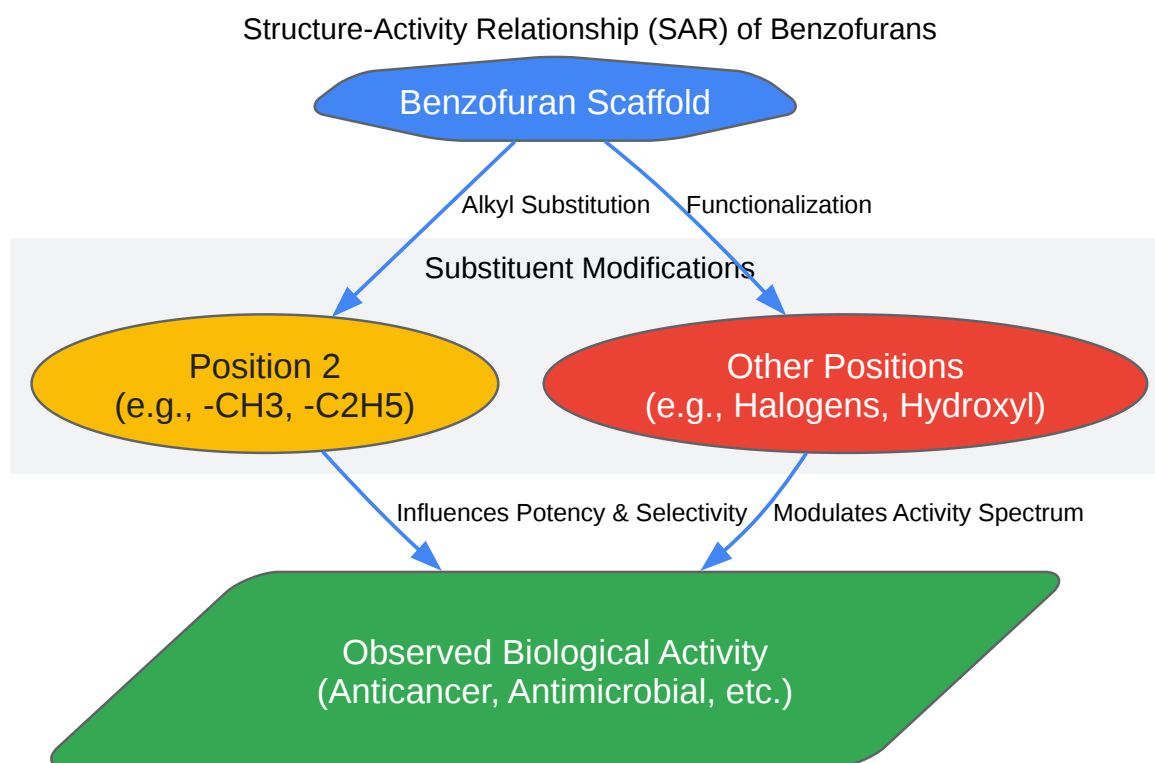 Structure-Activity Relationship (SAR) of Benzofurans
Benzofuran Scaffold
Alkyl Substitution
Functionalization
Substituent Modifications
Position 2
(e.g., -CH3, -C2H5)
Other Positions
(e.g., Halogens, Hydroxyl)
Influences Potency & Selectivity
Modulates Activity Spectrum
Observed Biological Activity
(Anticancer, Antimicrobial, etc.)